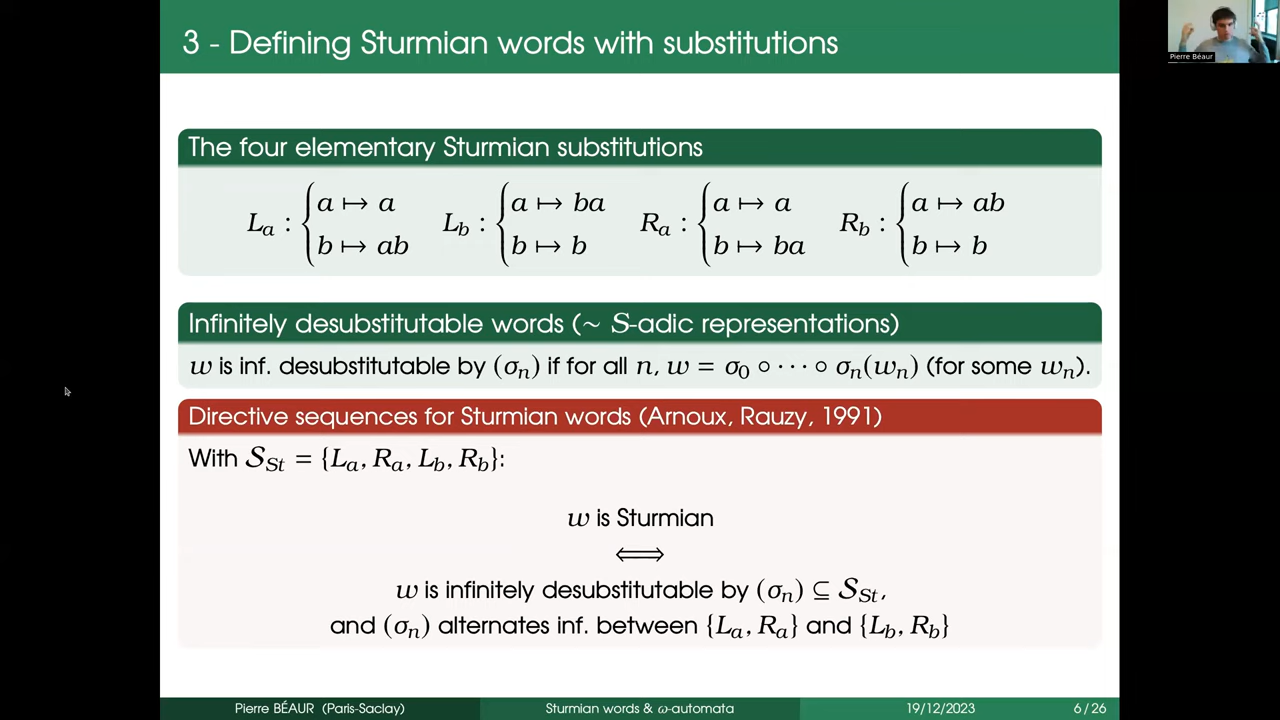 3 - Defining Sturmian words with substitutions
Pierre Béaur
The four elementary Sturmian substitutions
L_a : { a ↦ a  L_b : { a ↦ ba  R_a : { a ↦ a  R_b : { a ↦ ab
b ↦ ab  b ↦ b  b ↦ ba  b ↦ b
Infinitely desubstitutable words (∼ S-adic representations)
w is inf. desubstitutable by (σ_n) if for all n, w = σ_0 ∘ ··· ∘ σ_n(w_n) (for some w_n).
Directive sequences for Sturmian words (Arnoux, Rauzy, 1991)
With 𝒮_St = {L_a, R_a, L_b, R_b}:
w is Sturmian
⟺
w is infinitely desubstitutable by (σ_n) ⊆ 𝒮_St,
and (σ_n) alternates inf. between {L_a, R_a} and {L_b, R_b}
Pierre BÉAUR (Paris-Saclay) Sturmian words & ω-automata 19/12/2023 6 / 26